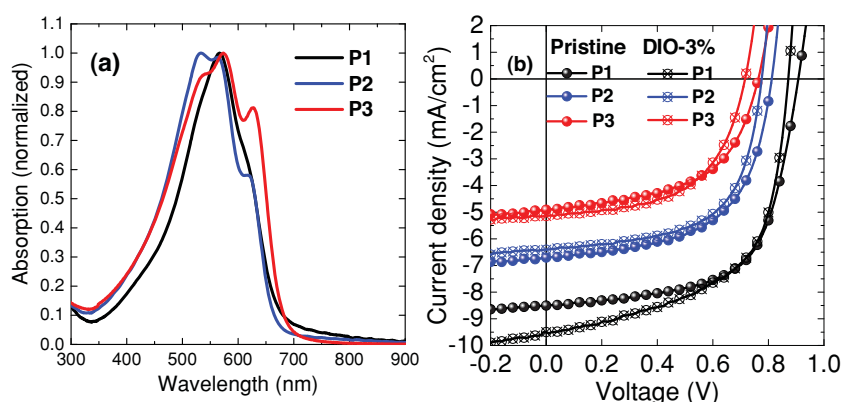 (a)
P1
P2
P3
1.0
0.9
0.8
0.7
0.6
0.5
0.4
0.3
0.2
0.1
0.0
Absorption (normalized)
300 400 500 600 700 800 900
Wavelength (nm)
(b)
Pristine DIO-3%
P1 P1
P2 P2
P3 P3
2
1
0
-1
-2
-3
-4
-5
-6
-7
-8
-9
-10
Current density (mA/cm²)
-0.2 0.0 0.2 0.4 0.6 0.8 1.0
Voltage (V)